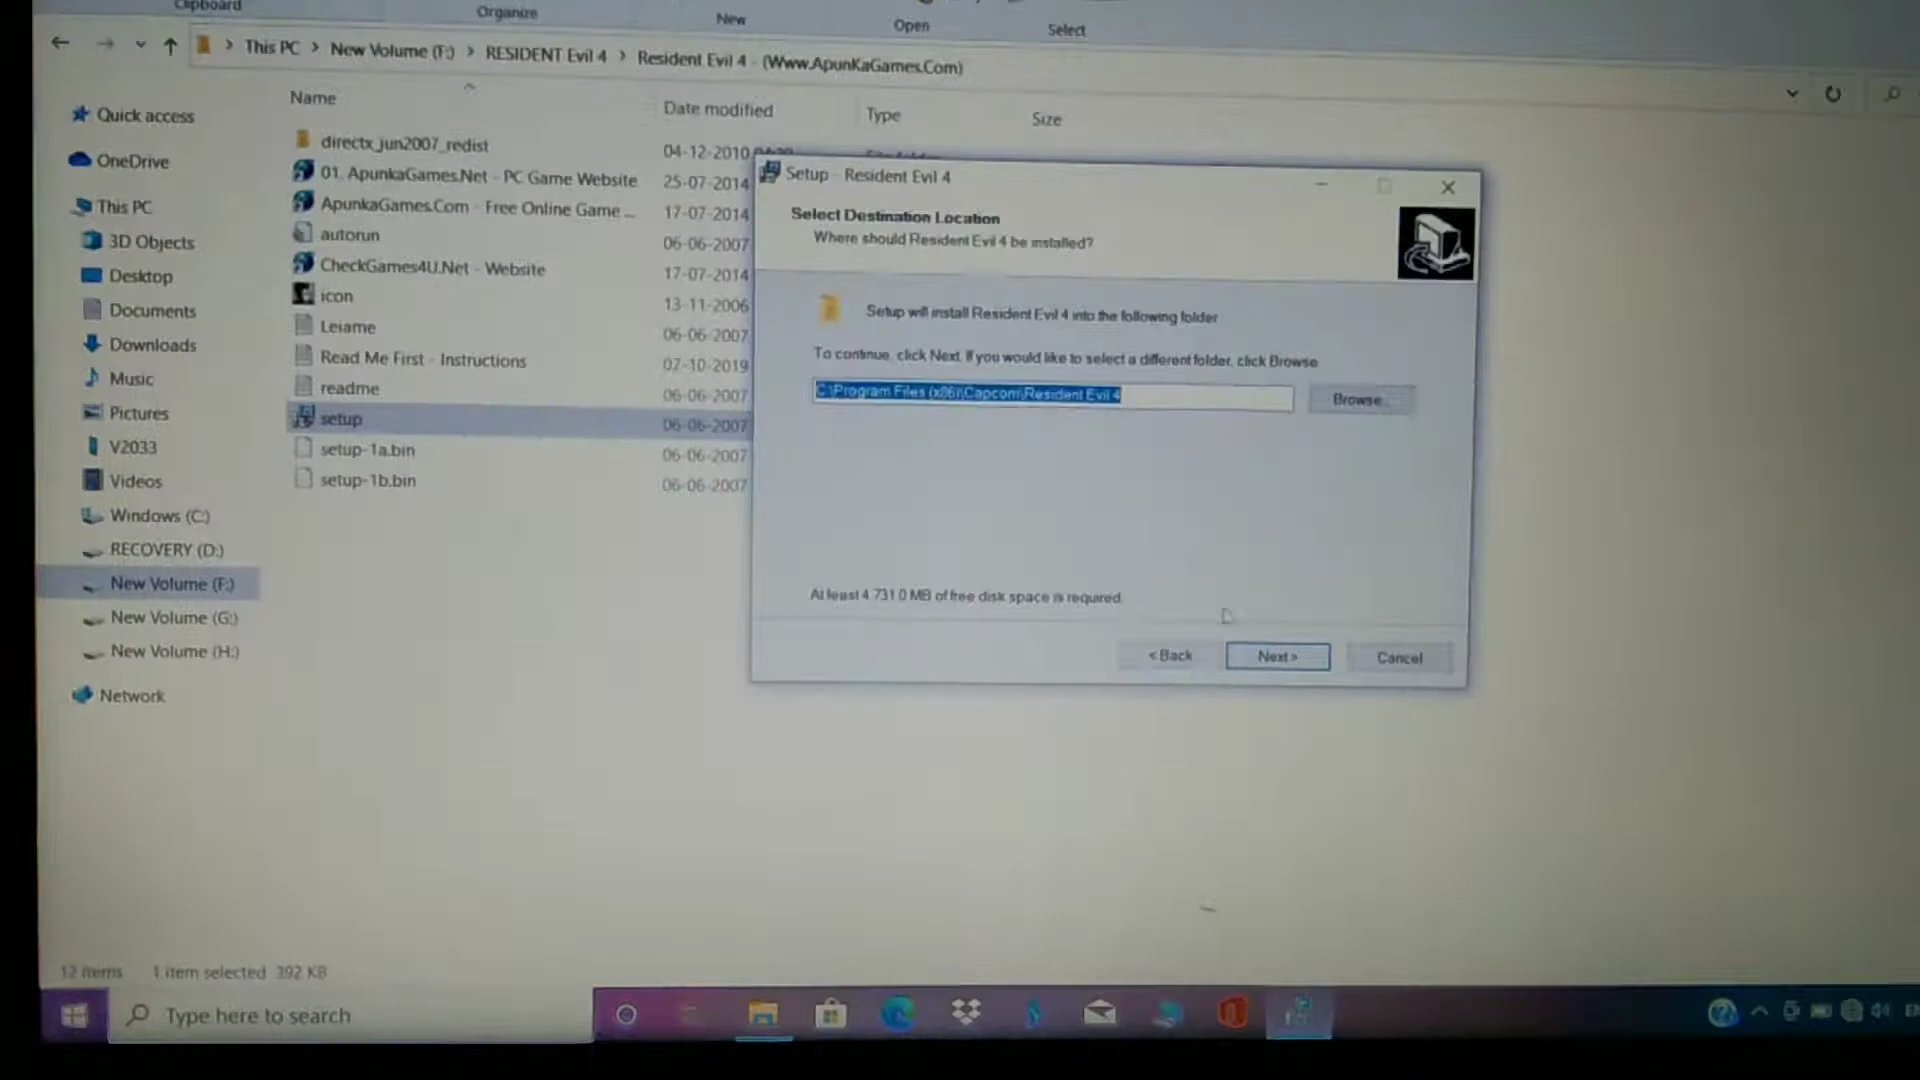 Clipboard
Organize
New
Open
Select
This PC > New Volume (F:) > RESIDENT Evil 4 > Resident Evil 4 - (Www.ApunKaGames.Com)
Name
Date modified
Type
Size
Quick access
OneDrive
This PC
3D Objects
Desktop
Documents
Downloads
Music
Pictures
V2033
Videos
Windows (C:)
RECOVERY (D:)
New Volume (F:)
New Volume (G:)
New Volume (H:)
Network
directx_jun2007_redist 04-12-2010
01. ApunkaGames.Net - PC Game Website 25-07-2014
ApunkaGames.Com - Free Online Game ... 17-07-2014
autorun 06-06-2007
CheckGames4U.Net - Website 17-07-2014
icon 13-11-2006
Leiame 06-06-2007
Read Me First - Instructions 07-10-2019
readme 06-06-2007
setup 06-06-2007
setup-1a.bin 06-06-2007
setup-1b.bin 06-06-2007
Setup - Resident Evil 4
Select Destination Location
Where should Resident Evil 4 be installed?
Setup will install Resident Evil 4 into the following folder
To continue, click Next. If you would like to select a different folder, click Browse
C:\Program Files (x86)\Capcom\Resident Evil 4
Browse...
At least 4.731.0 MB of free disk space is required.
< Back
Next >
Cancel
12 items 1 item selected 392 KB
Type here to search